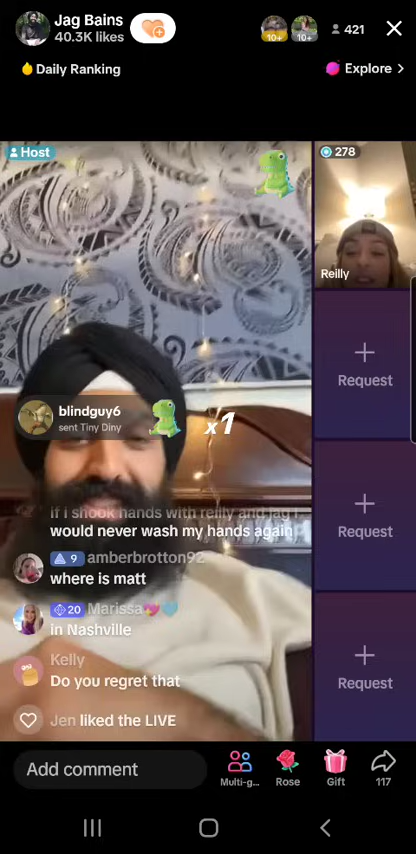 Jag Bains
40.3K likes
10+
10+
421
Daily Ranking
Explore >
Host
278
Reilly
blindguy6
sent Tiny Diny
x1
Request
Request
Request
If I shook hands with reilly and jag I
would never wash my hands again
9 amberbrotton92
where is matt
20 Marissa💖🩵
in Nashville
Kelly
Do you regret that
Jen liked the LIVE
Add comment
Multi-g...
Rose
Gift
117